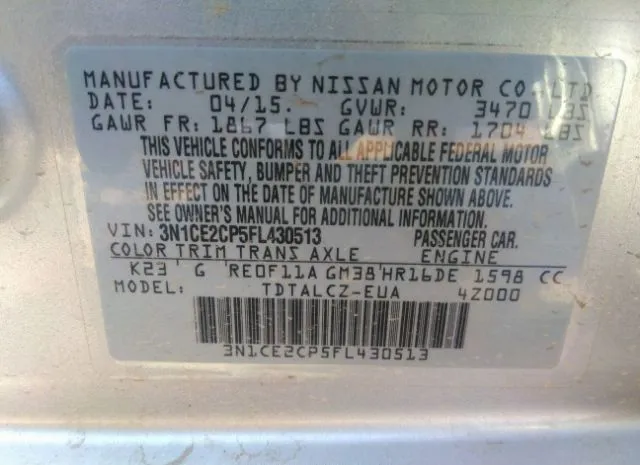 MANUFACTURED BY NISSAN MOTOR CO., LTD
DATE: 04/15. GVWR: 3470 LBS
GAWR FR: 1867 LBS GAWR RR: 1704 LBS
THIS VEHICLE CONFORMS TO ALL APPLICABLE FEDERAL MOTOR
VEHICLE SAFETY, BUMPER AND THEFT PREVENTION STANDARDS
IN EFFECT ON THE DATE OF MANUFACTURE SHOWN ABOVE.
SEE OWNER'S MANUAL FOR ADDITIONAL INFORMATION.
VIN: 3N1CE2CP5FL430513 PASSENGER CAR.
COLOR TRIM TRANS AXLE ENGINE
K23 G RE0F11A GM38 HR16DE 1598 CC
MODEL: TDTALCZ-EUA 4Z000
3N1CE2CP5FL430513